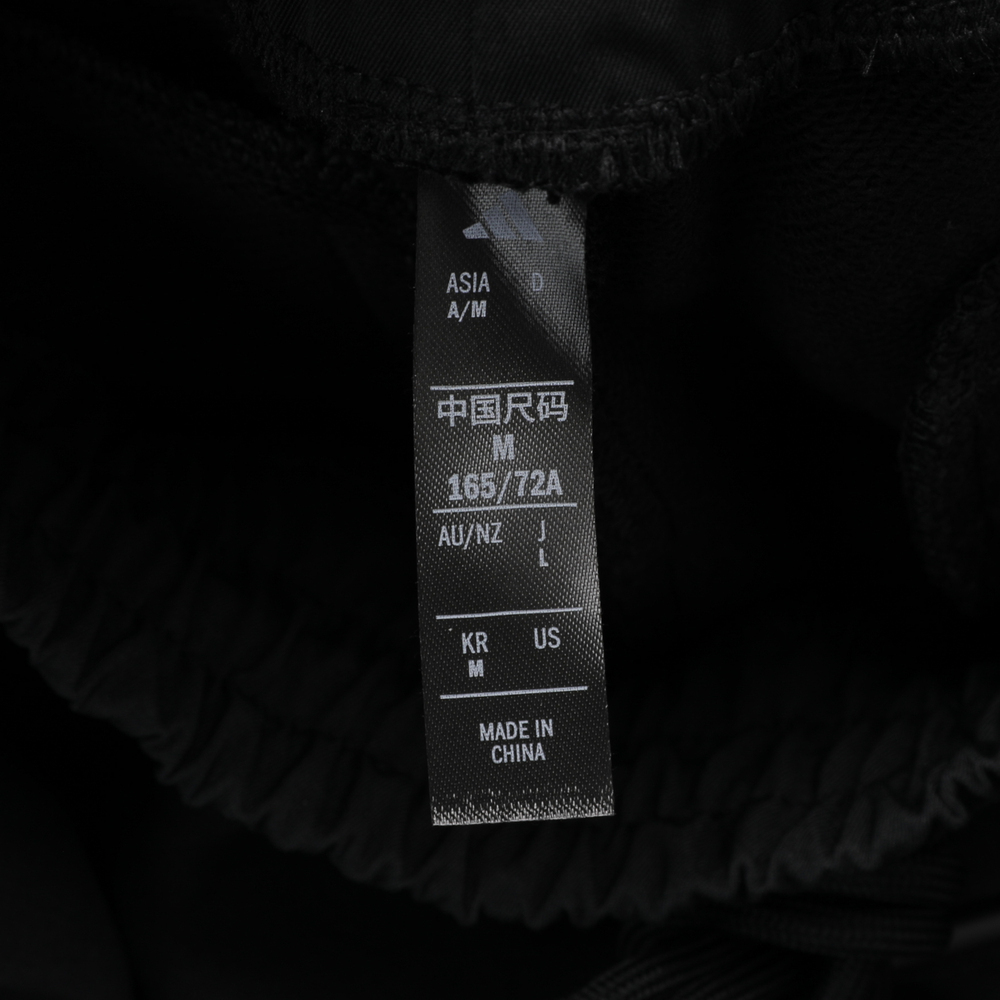 ASIA D
A/M
中国尺码
M
165/72A
AU/NZ J
L
KR US
M
MADE IN
CHINA